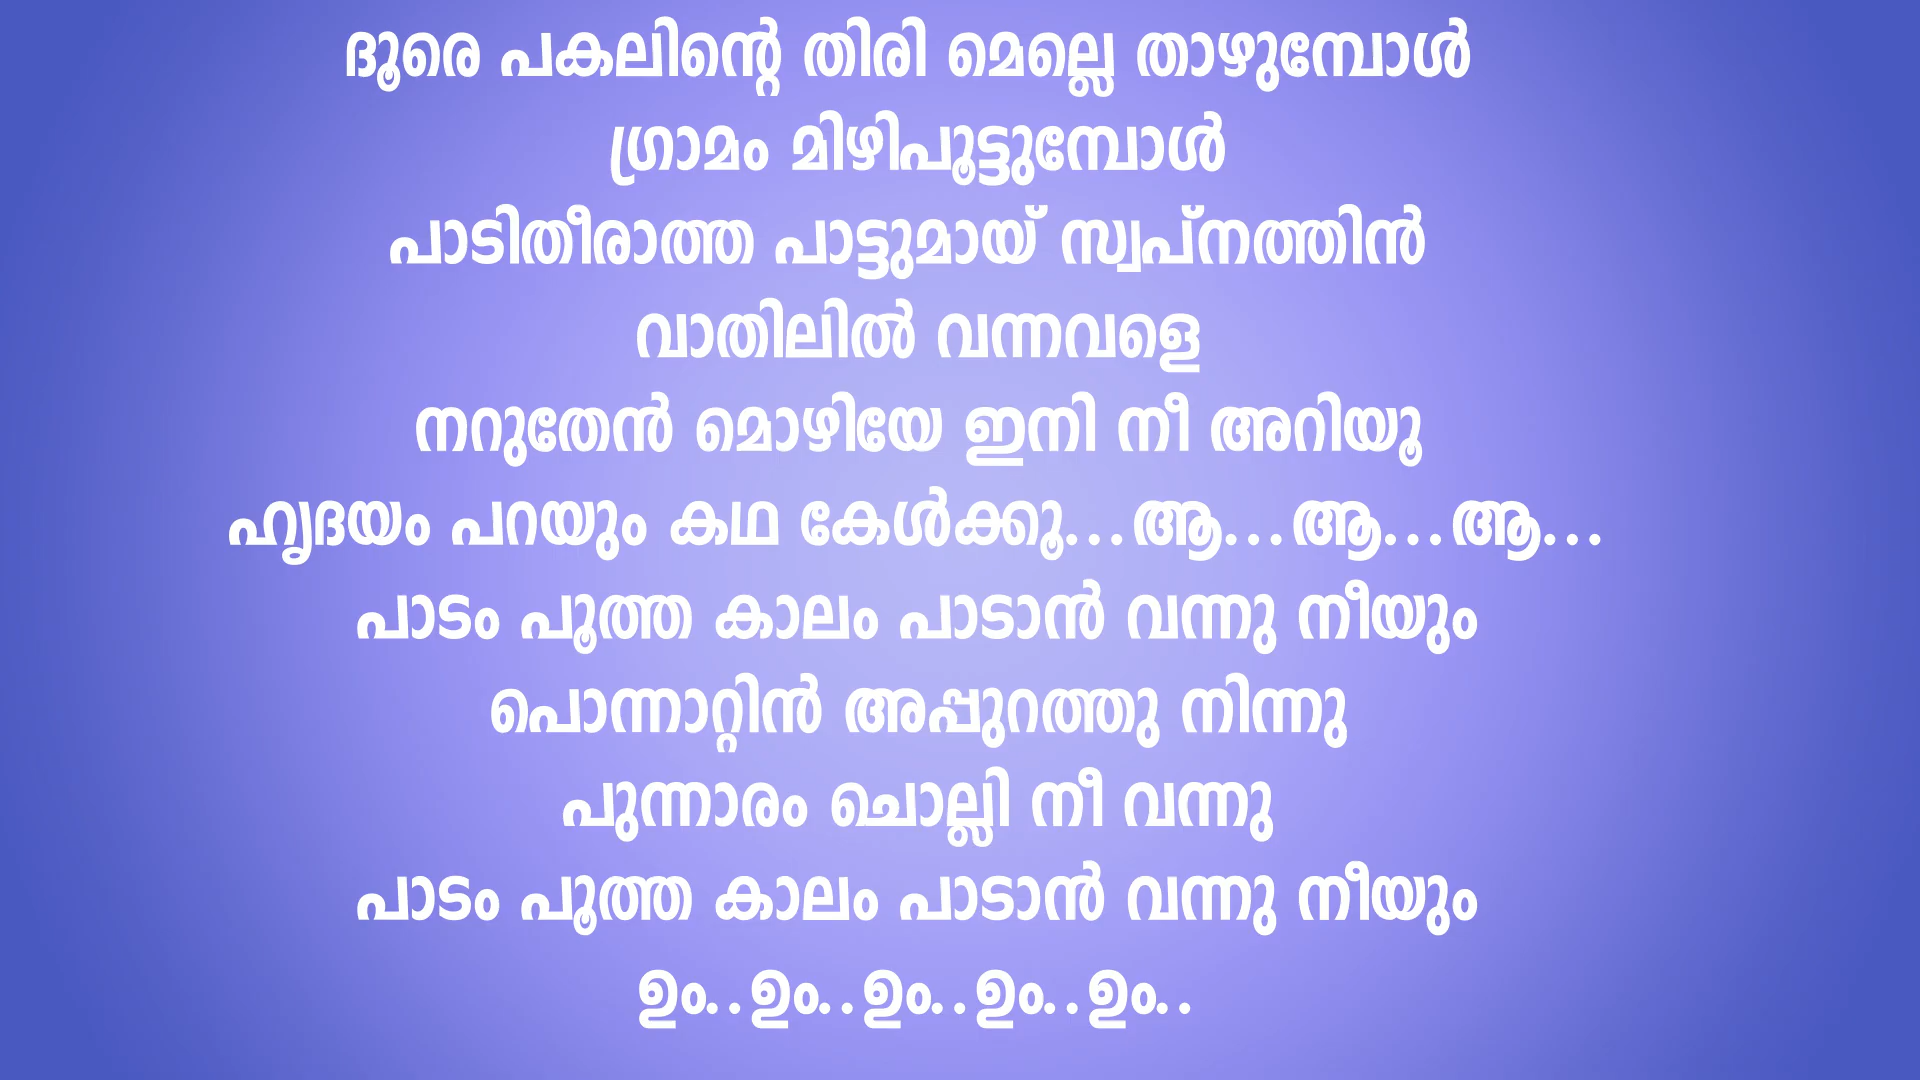 ദൂരെ പകലിന്റെ തിരി മെല്ലെ താഴുമ്പോൾ
ഗ്രാമം മിഴിപൂട്ടുമ്പോൾ
പാടിതീരാത്ത പാട്ടുമായ് സ്വപ്നത്തിൻ
വാതിലിൽ വന്നവളെ
നറുതേൻ മൊഴിയേ ഇനി നീ അറിയൂ
ഹൃദയം പറയും കഥ കേൾക്കൂ...ആ...ആ...ആ...
പാടം പൂത്ത കാലം പാടാൻ വന്നു നീയും
പൊന്നാറ്റിൻ അപ്പുറത്തു നിന്നു
പുന്നാരം ചൊല്ലി നീ വന്നു
പാടം പൂത്ത കാലം പാടാൻ വന്നു നീയും
ഉം..ഉം..ഉം..ഉം..ഉം..